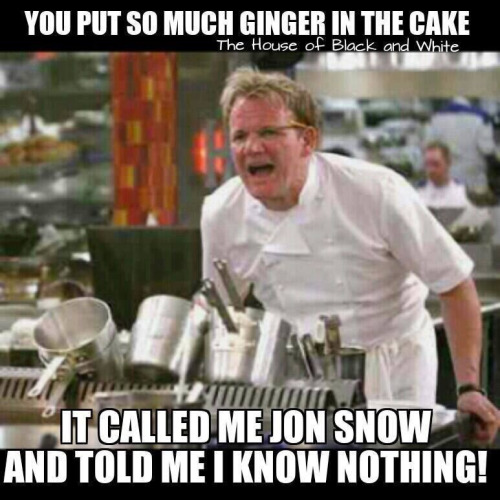 YOU PUT SO MUCH GINGER IN THE CAKE
The House of Black and White
IT CALLED ME JON SNOW
AND TOLD ME I KNOW NOTHING!